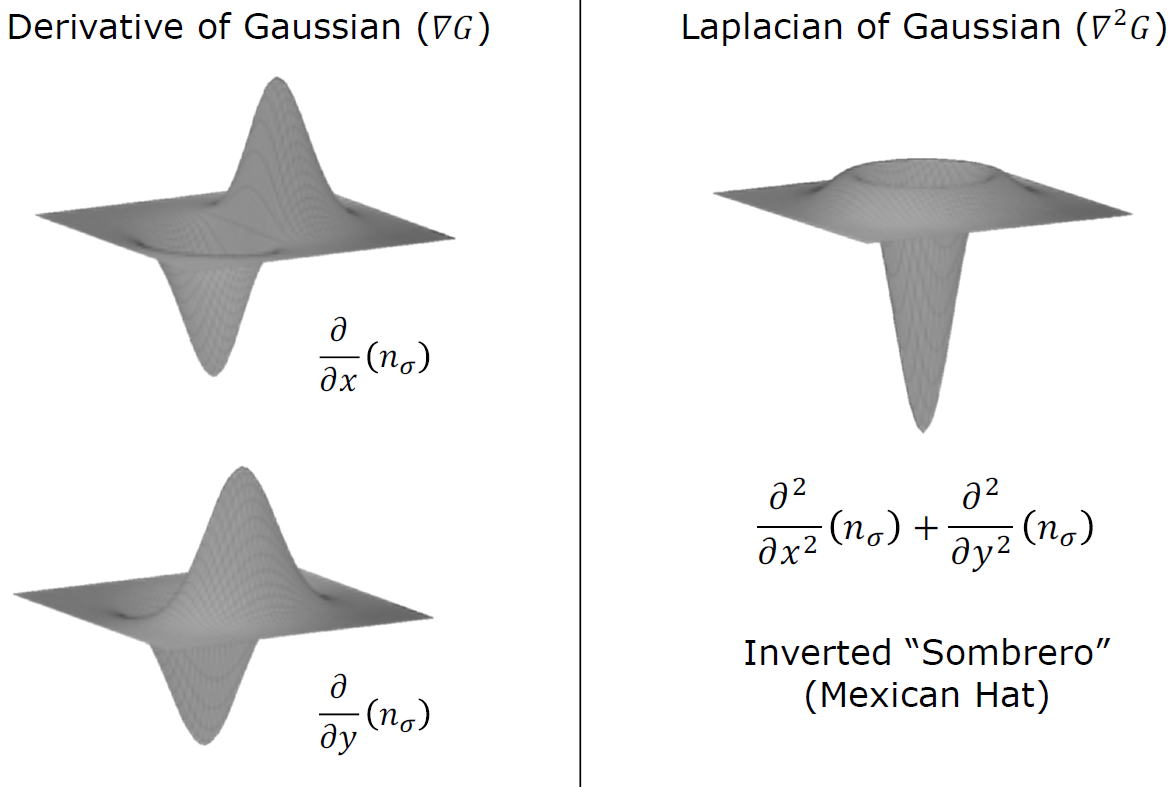 Derivative of Gaussian (∇G)
∂/∂x (n_σ)
∂/∂y (n_σ)
Laplacian of Gaussian (∇²G)
∂²/∂x² (n_σ) + ∂²/∂y² (n_σ)
Inverted “Sombrero”
(Mexican Hat)